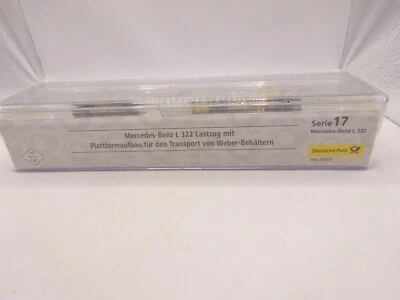 Mercedes-Benz L 322 Lastzug mit
Plattformaufbau für den Transport von Weber-Behältern
Serie 17
Mercedes-Benz L 322
Deutsche Post
PHILATELIE